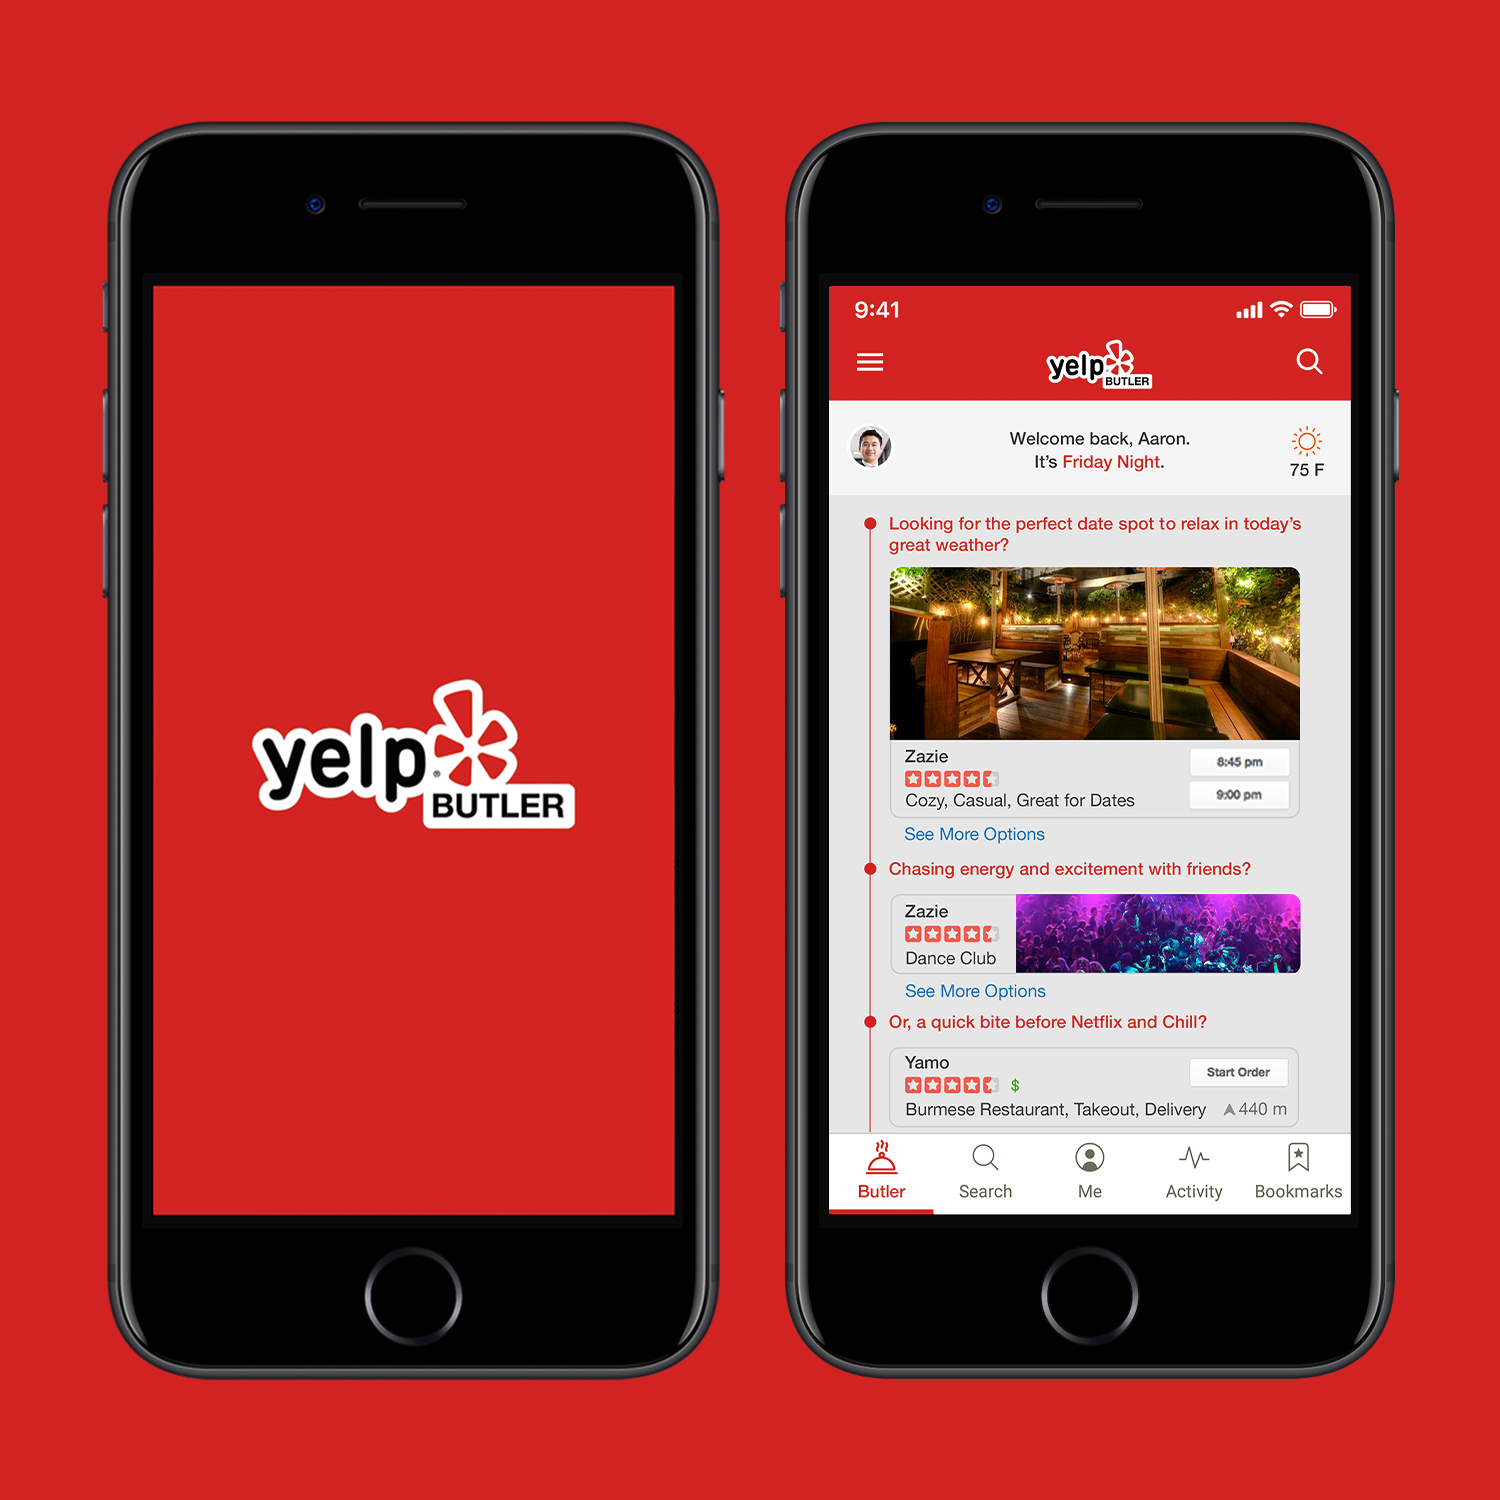 yelp
BUTLER
9:41
yelp
BUTLER
Welcome back, Aaron.
It's Friday Night.
75 F
Looking for the perfect date spot to relax in today's
great weather?
Zazie
8:45 pm
9:00 pm
Cozy, Casual, Great for Dates
See More Options
Chasing energy and excitement with friends?
Zazie
Dance Club
See More Options
Or, a quick bite before Netflix and Chill?
Yamo
Start Order
$
Burmese Restaurant, Takeout, Delivery 440 m
Butler Search Me Activity Bookmarks